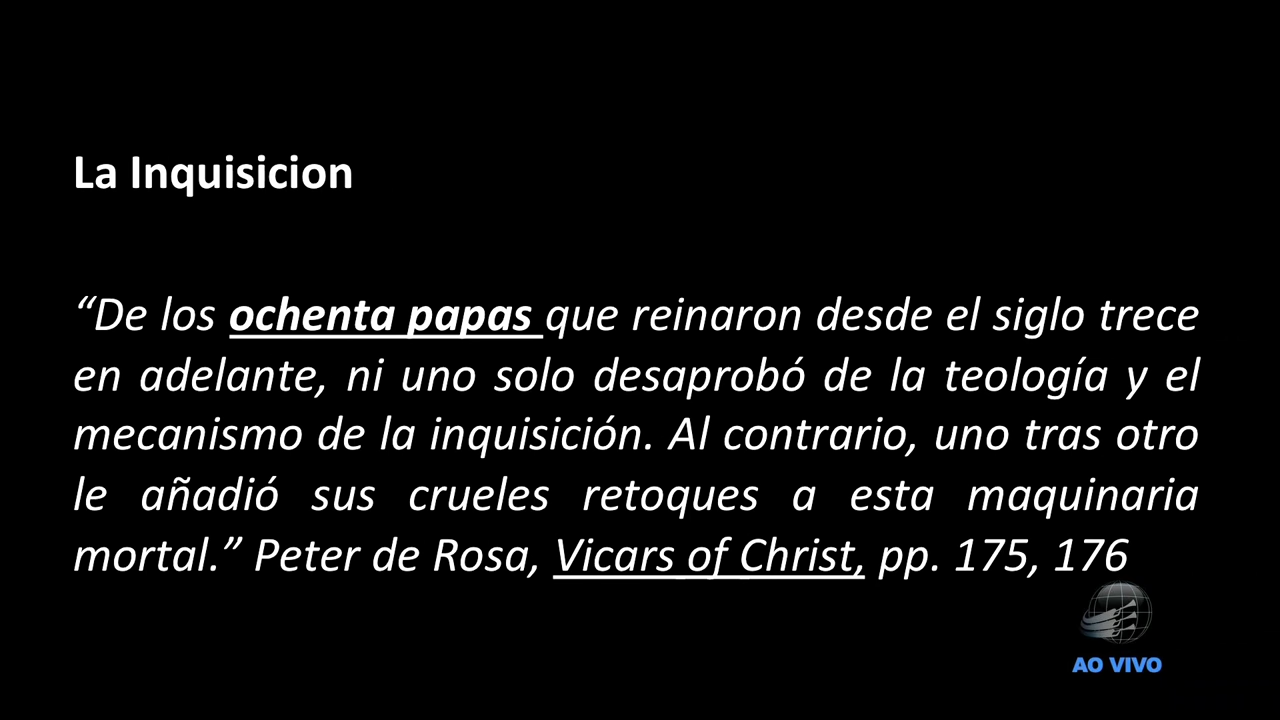 La Inquisicion
“De los ochenta papas que reinaron desde el siglo trece
en adelante, ni uno solo desaprobó de la teología y el
mecanismo de la inquisición. Al contrario, uno tras otro
le añadió sus crueles retoques a esta maquinaria
mortal.” Peter de Rosa, Vicars of Christ, pp. 175, 176
AO VIVO